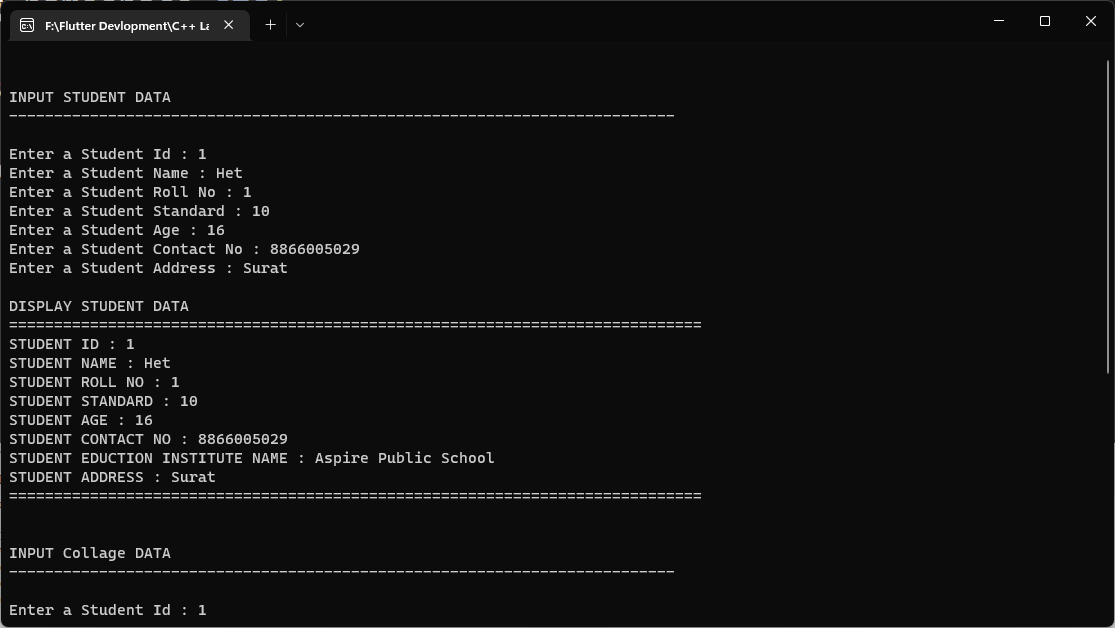 F:\Flutter Devlopment\C++ La
INPUT STUDENT DATA
--------------------------------------------------------------------------
Enter a Student Id : 1
Enter a Student Name : Het
Enter a Student Roll No : 1
Enter a Student Standard : 10
Enter a Student Age : 16
Enter a Student Contact No : 8866005029
Enter a Student Address : Surat
DISPLAY STUDENT DATA
=============================================================================
STUDENT ID : 1
STUDENT NAME : Het
STUDENT ROLL NO : 1
STUDENT STANDARD : 10
STUDENT AGE : 16
STUDENT CONTACT NO : 8866005029
STUDENT EDUCTION INSTITUTE NAME : Aspire Public School
STUDENT ADDRESS : Surat
=============================================================================
INPUT Collage DATA
--------------------------------------------------------------------------
Enter a Student Id : 1